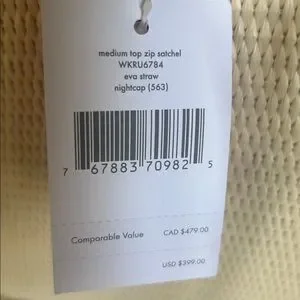 medium top zip satchel
WKRU6784
eva straw
nightcap (563)
7 67883 70982 5
Comparable Value CAD $479.00
USD $399.00